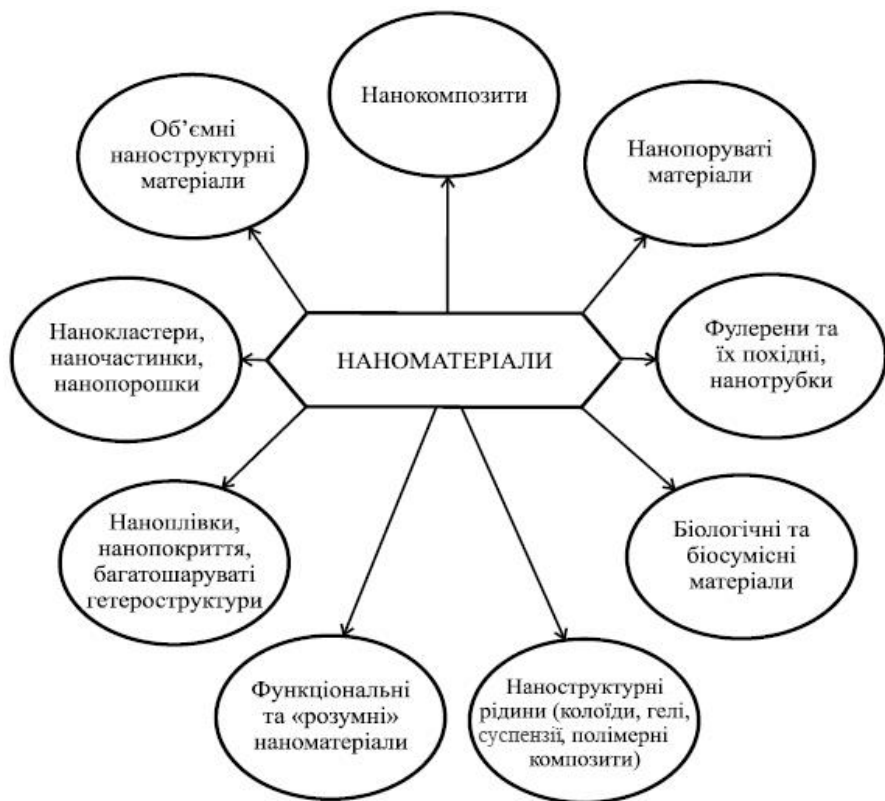 Нанокомпозити
Об’ємні
наноструктурні
матеріали
Нанопоруваті
матеріали
Нанокластери,
наночастинки,
нанопорошки
НАНОМАТЕРІАЛИ
Фулерени та
їх похідні,
нанотрубки
Наноплівки,
нанопокриття,
багатошаруваті
гетероструктури
Біологічні та
біосумісні
матеріали
Функціональні
та «розумні»
наноматеріали
Наноструктурні
рідини (колоїди, гелі,
суспензії, полімерні
композити)